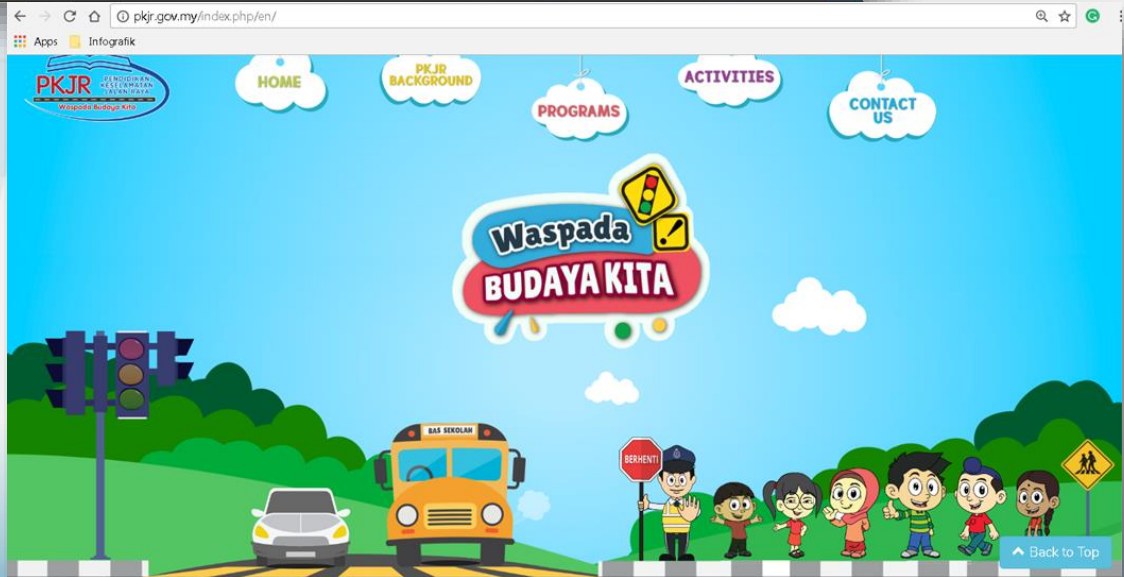 pkjr.gov.my/index.php/en/
Apps Infografik
PKJR PENDIDIKAN
KESELAMATAN
JALAN RAYA
Waspada Budaya Kita
HOME
PKJR
BACKGROUND
PROGRAMS
ACTIVITIES
CONTACT
US
Waspada
BUDAYA KITA
BAS SEKOLAH
BERHENTI
Back to Top